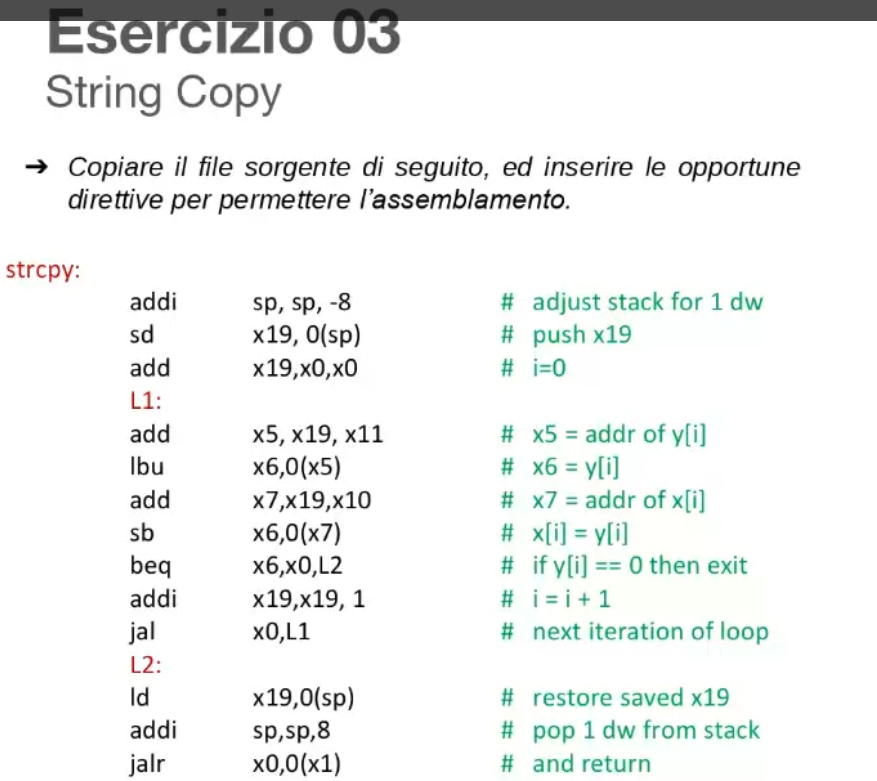 Esercizio 03
String Copy
➔ Copiare il file sorgente di seguito, ed inserire le opportune
direttive per permettere l'assemblamento.
strcpy:
addi sp, sp, -8 # adjust stack for 1 dw
sd x19, 0(sp) # push x19
add x19,x0,x0 # i=0
L1:
add x5, x19, x11 # x5 = addr of y[i]
lbu x6,0(x5) # x6 = y[i]
add x7,x19,x10 # x7 = addr of x[i]
sb x6,0(x7) # x[i] = y[i]
beq x6,x0,L2 # if y[i] == 0 then exit
addi x19,x19, 1 # i = i + 1
jal x0,L1 # next iteration of loop
L2:
ld x19,0(sp) # restore saved x19
addi sp,sp,8 # pop 1 dw from stack
jalr x0,0(x1) # and return